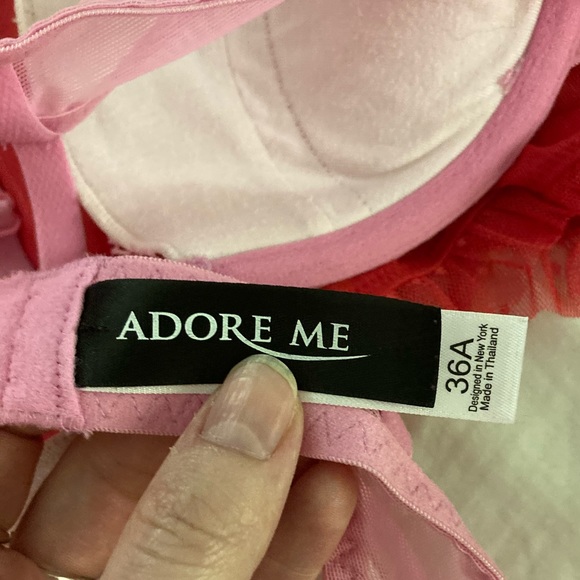 ADORE ME
36A
Designed in New York
Made in Thailand